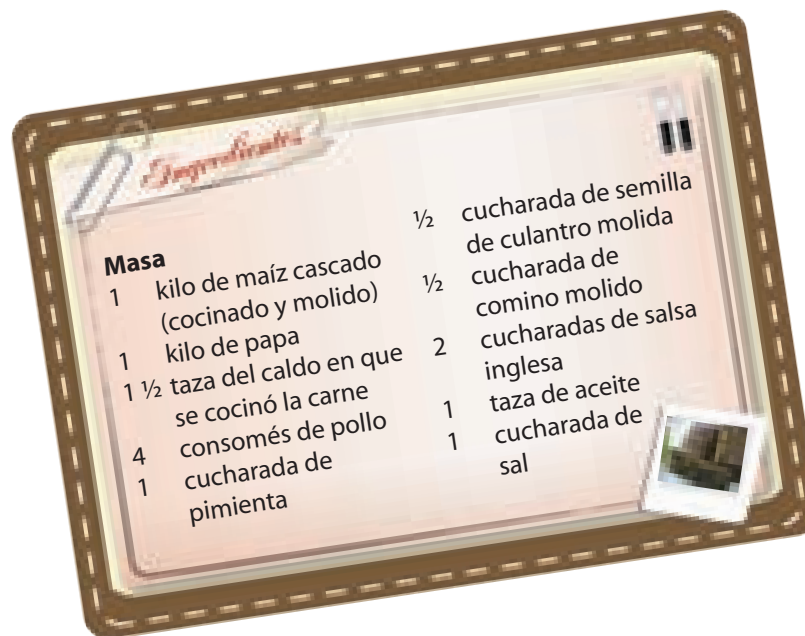 Ingredientes
Masa
1 kilo de maíz cascado
(cocinado y molido)
1 kilo de papa
1 ½ taza del caldo en que
se cocinó la carne
4 consomés de pollo
1 cucharada de
pimienta
½ cucharada de semilla
de culantro molida
½ cucharada de
comino molido
2 cucharadas de salsa
inglesa
1 taza de aceite
1 cucharada de
sal